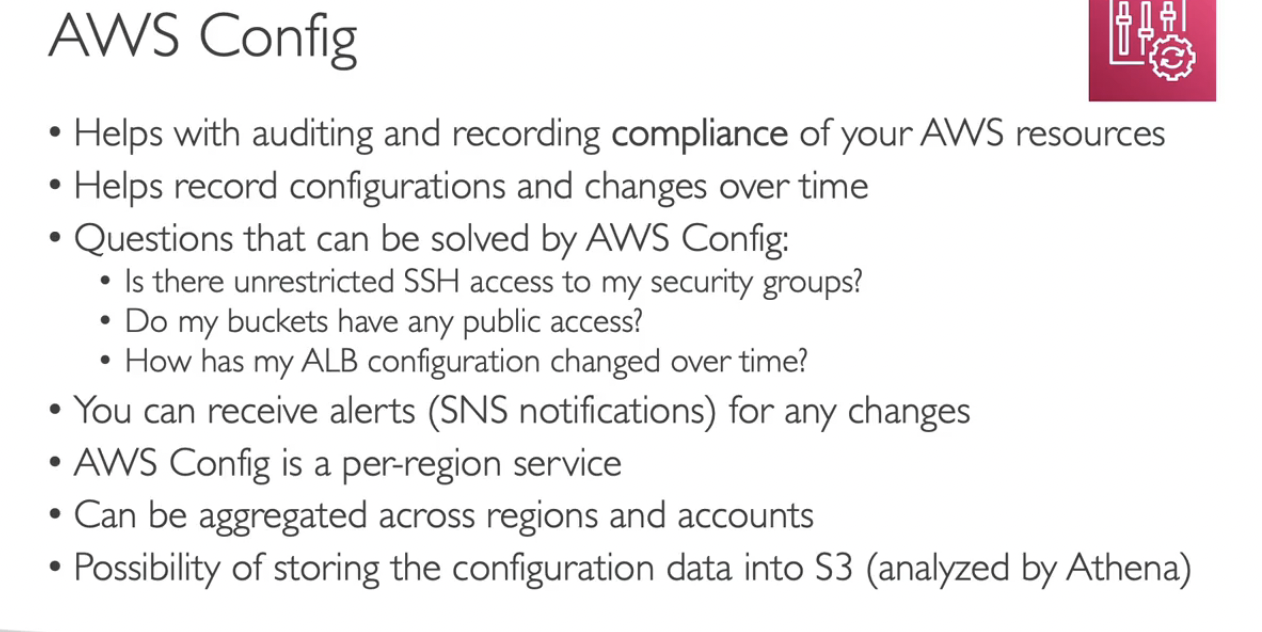 AWS Config
• Helps with auditing and recording compliance of your AWS resources
• Helps record configurations and changes over time
• Questions that can be solved by AWS Config:
• Is there unrestricted SSH access to my security groups?
• Do my buckets have any public access?
• How has my ALB configuration changed over time?
• You can receive alerts (SNS notifications) for any changes
• AWS Config is a per-region service
• Can be aggregated across regions and accounts
• Possibility of storing the configuration data into S3 (analyzed by Athena)